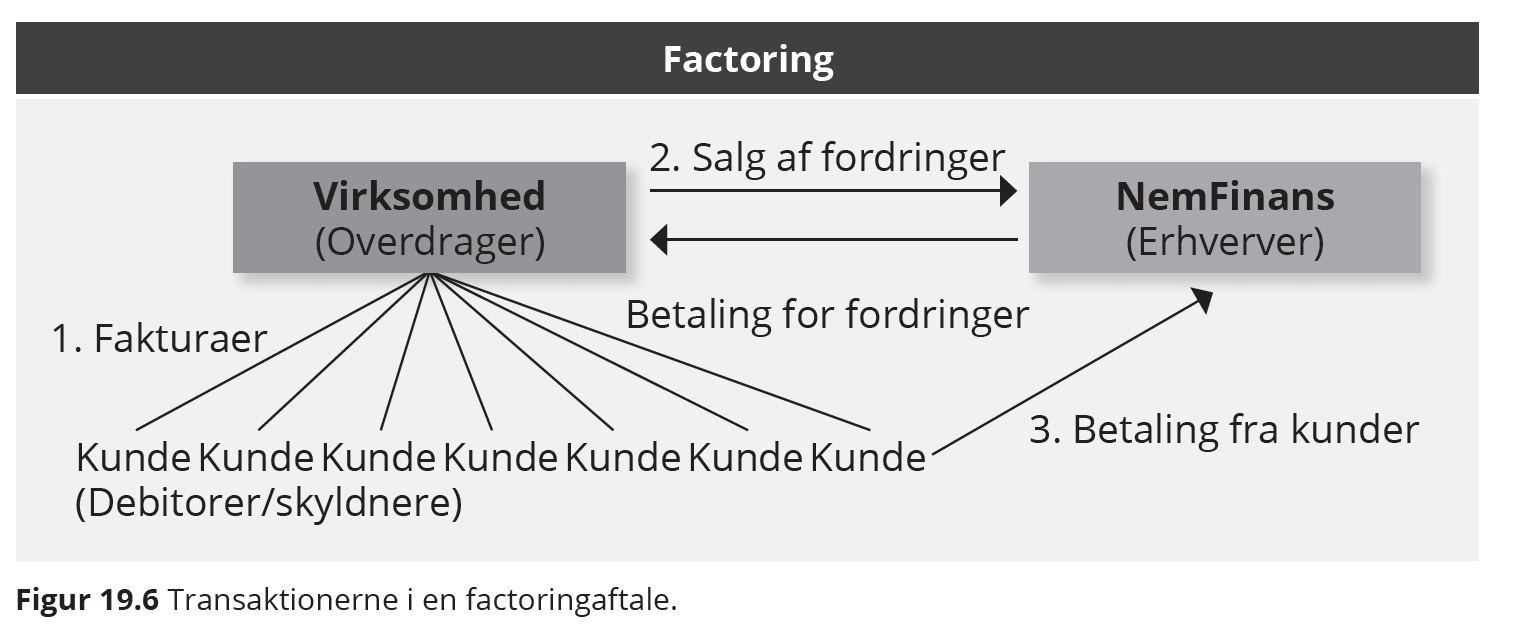 Factoring
2. Salg af fordringer
Virksomhed
(Overdrager)
NemFinans
(Erhverver)
Betaling for fordringer
1. Fakturaer
3. Betaling fra kunder
Kunde Kunde Kunde Kunde Kunde Kunde Kunde
(Debitorer/skyldnere)
Figur 19.6 Transaktionerne i en factoringaftale.